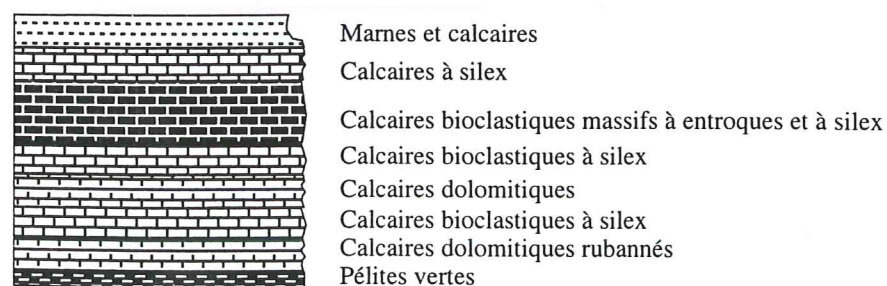 Marnes et calcaires
Calcaires à silex
Calcaires bioclastiques massifs à entroques et à silex
Calcaires bioclastiques à silex
Calcaires dolomitiques
Calcaires bioclastiques à silex
Calcaires dolomitiques rubannés
Pélites vertes